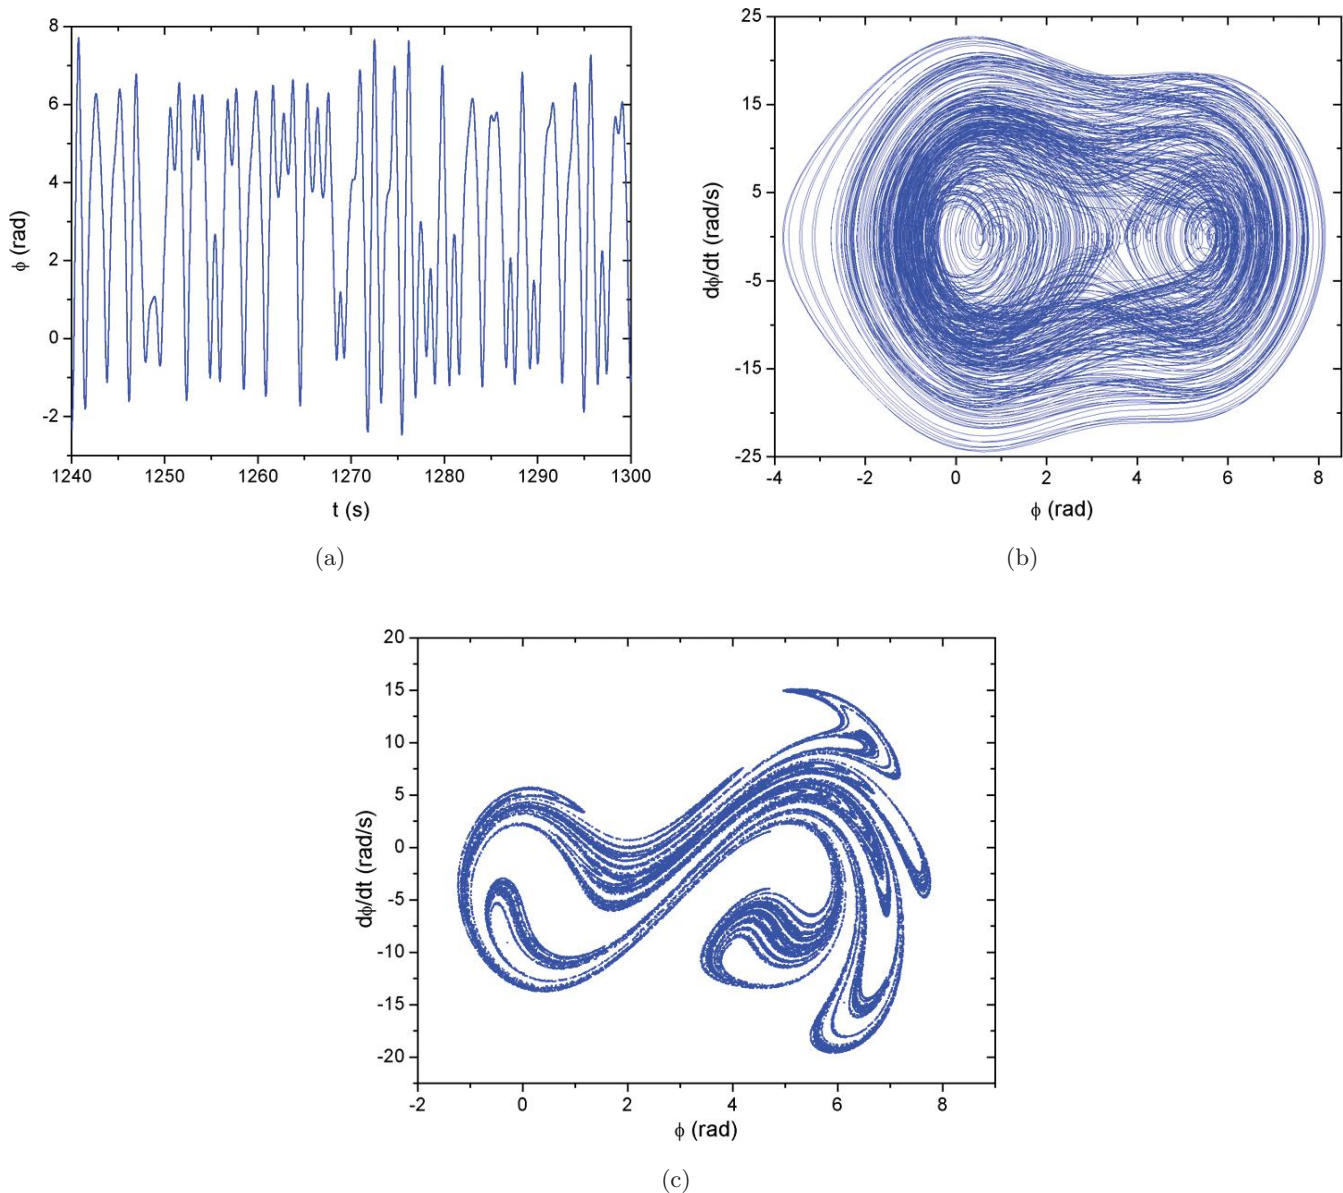 8
6
4
2
0
-2
ϕ (rad)
1240 1250 1260 1270 1280 1290 1300
t (s)
(a)
25
15
5
-5
-15
-25
dϕ/dt (rad/s)
-4 -2 0 2 4 6 8
ϕ (rad)
(b)
20
15
10
5
0
-5
-10
-15
-20
dϕ/dt (rad/s)
-2 0 2 4 6 8
ϕ (rad)
(c)